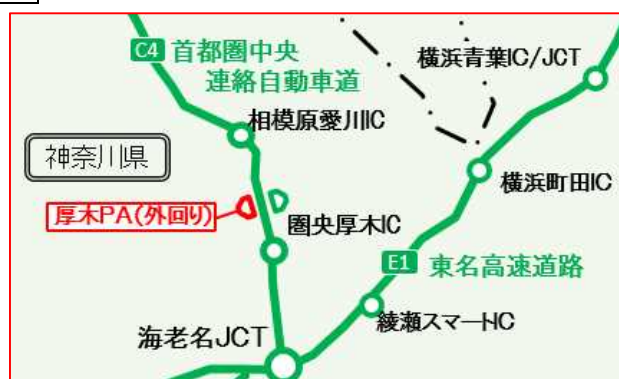 C4 首都圏中央
連絡自動車道
横浜青葉IC/JCT
相模原愛川IC
神奈川県
横浜町田IC
厚木PA(外回り)
圏央厚木IC
E1 東名高速道路
綾瀬スマートIC
海老名JCT